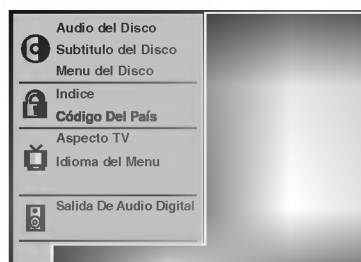 Audio del Disco
Subtitulo del Disco
Menu del Disco
Indice
Código Del País
Aspecto TV
Idioma del Menu
Salida De Audio Digital